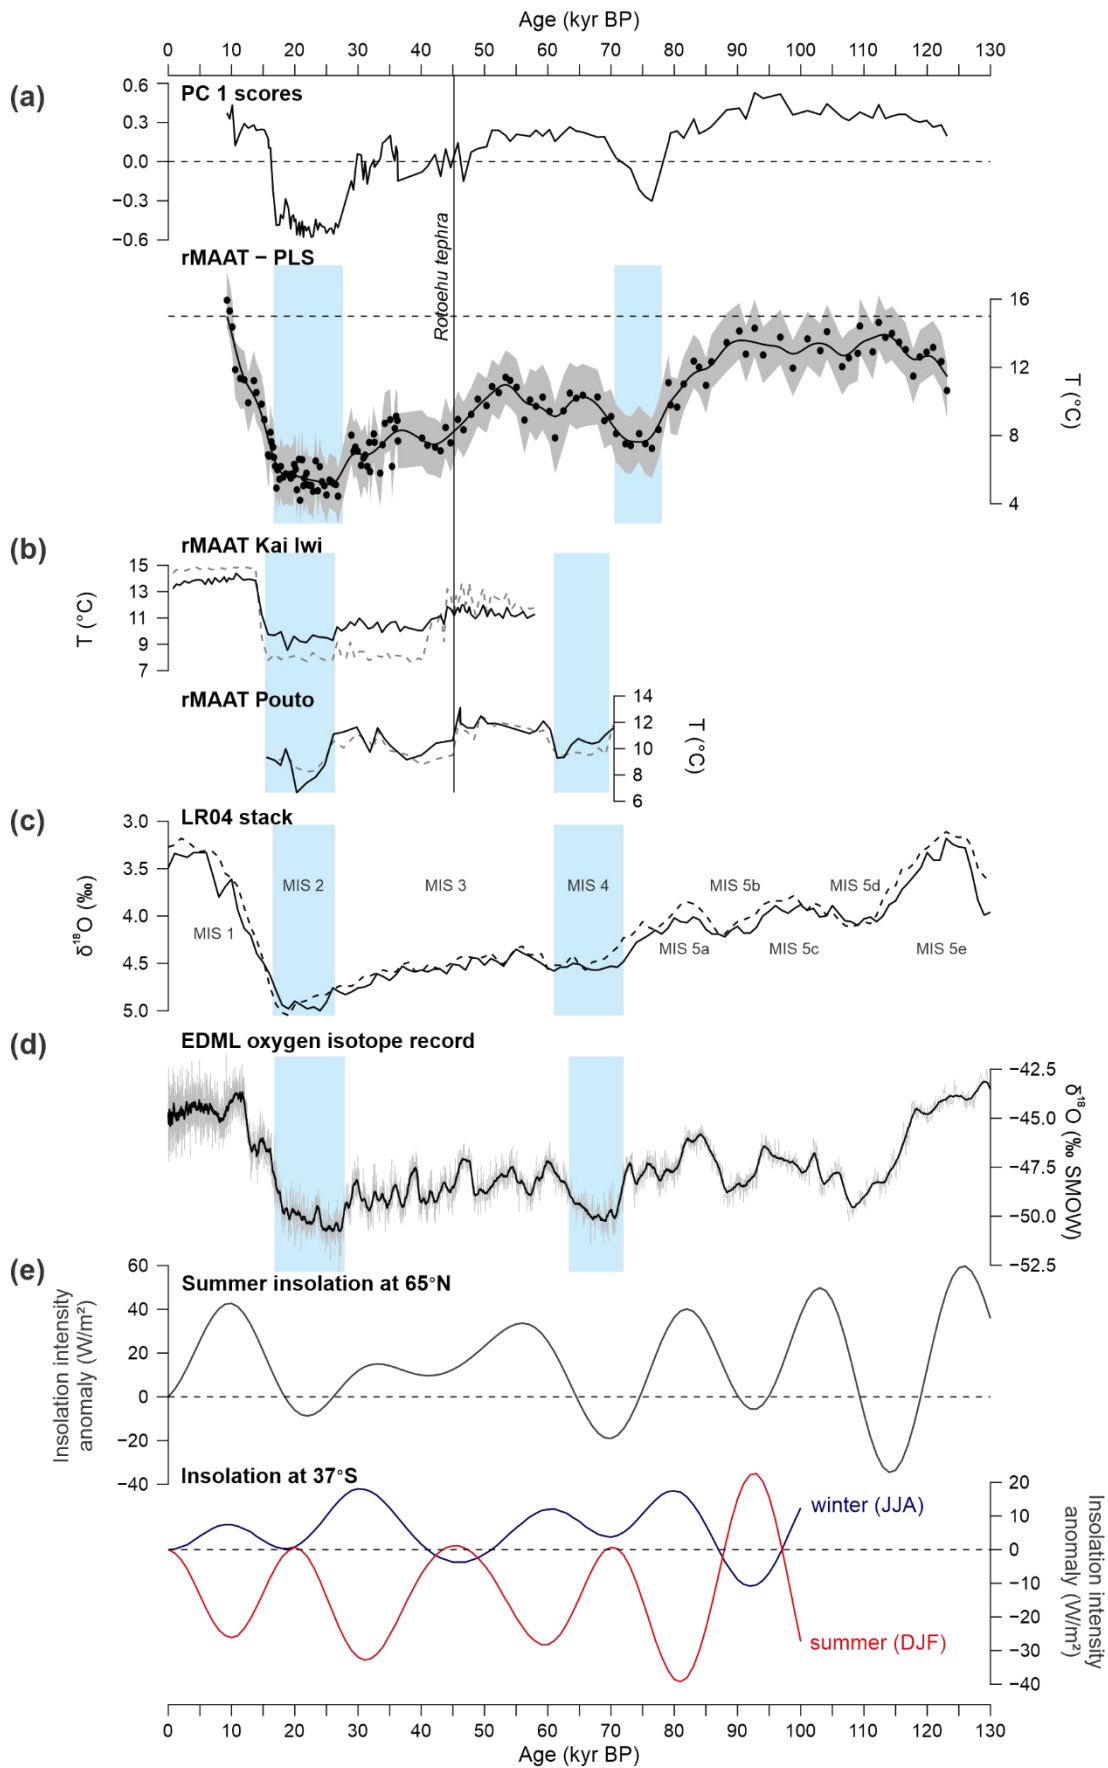 Age (kyr BP)
0 10 20 30 40 50 60 70 80 90 100 110 120 130
(a)
PC 1 scores
0.6
0.3
0.0
−0.3
−0.6
Rotoehu tephra
rMAAT − PLS
16
12
8
4
T (°C)
(b)
rMAAT Kai Iwi
15
13
11
9
7
T (°C)
rMAAT Pouto
14
12
10
8
6
T (°C)
(c)
LR04 stack
3.0
3.5
4.0
4.5
5.0
δ¹⁸O (‰)
MIS 1
MIS 2
MIS 3
MIS 4
MIS 5a
MIS 5b
MIS 5c
MIS 5d
MIS 5e
(d)
EDML oxygen isotope record
−42.5
−45.0
−47.5
−50.0
−52.5
δ¹⁸O (‰ SMOW)
(e)
Summer insolation at 65°N
60
40
20
0
−20
−40
Insolation intensity
anomaly (W/m²)
Insolation at 37°S
winter (JJA)
summer (DJF)
20
10
0
−10
−20
−30
−40
Insolation intensity
anomaly (W/m²)
0 10 20 30 40 50 60 70 80 90 100 110 120 130
Age (kyr BP)